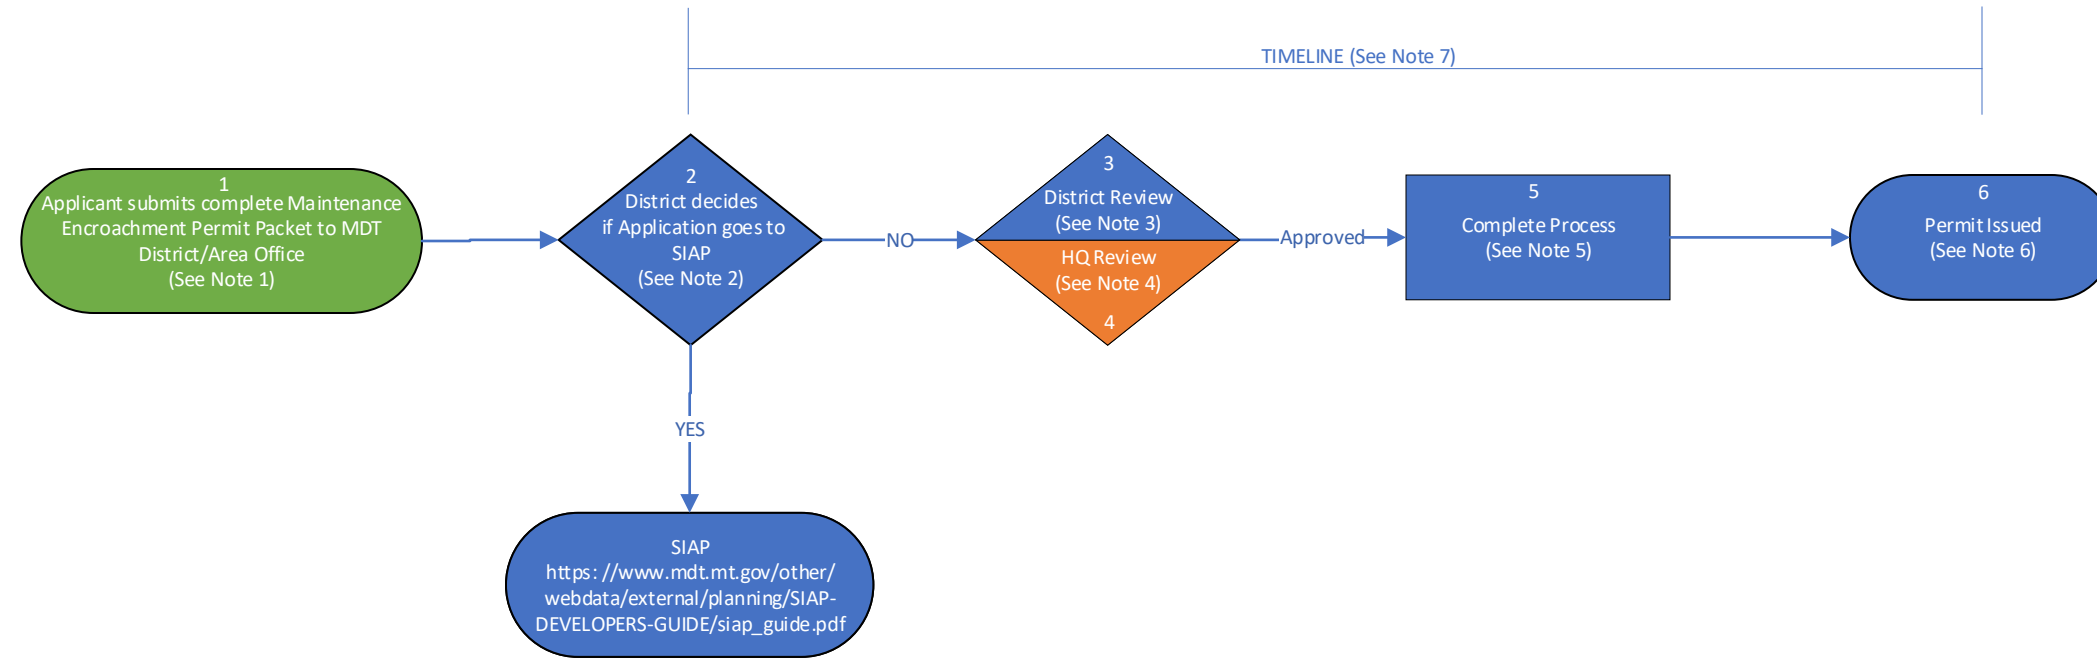 TIMELINE (See Note 7)
1
Applicant submits complete Maintenance
Encroachment Permit Packet to MDT
District/Area Office
(See Note 1)
2
District decides
if Application goes to
SIAP
(See Note 2)
NO
3
District Review
(See Note 3)
HQ Review
(See Note 4)
4
Approved
5
Complete Process
(See Note 5)
6
Permit Issued
(See Note 6)
YES
SIAP
https: //www.mdt.mt.gov/other/
webdata/external/planning/SIAP-
DEVELOPERS-GUIDE/siap_guide.pdf